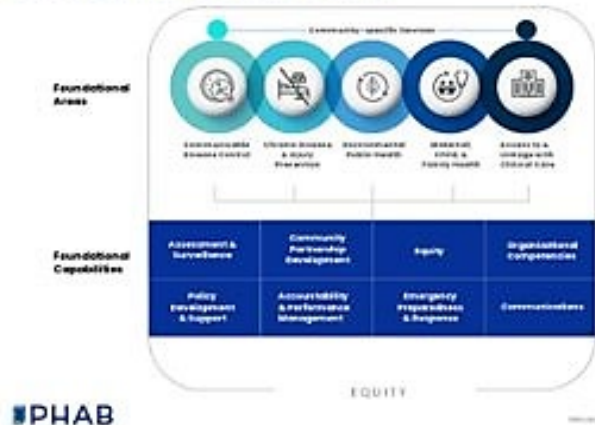 Community-specific Services
Foundational
Areas
Communicable
Disease Control
Chronic Disease
& Injury
Prevention
Environmental
Public Health
Maternal,
Child, &
Family Health
Access to &
Linkage with
Clinical Care
Foundational
Capabilities
Assessment &
Surveillance
Community
Partnership
Development
Equity
Organizational
Competencies
Policy
Development
& Support
Accountability
& Performance
Management
Emergency
Preparedness
& Response
Communications
EQUITY
PHAB